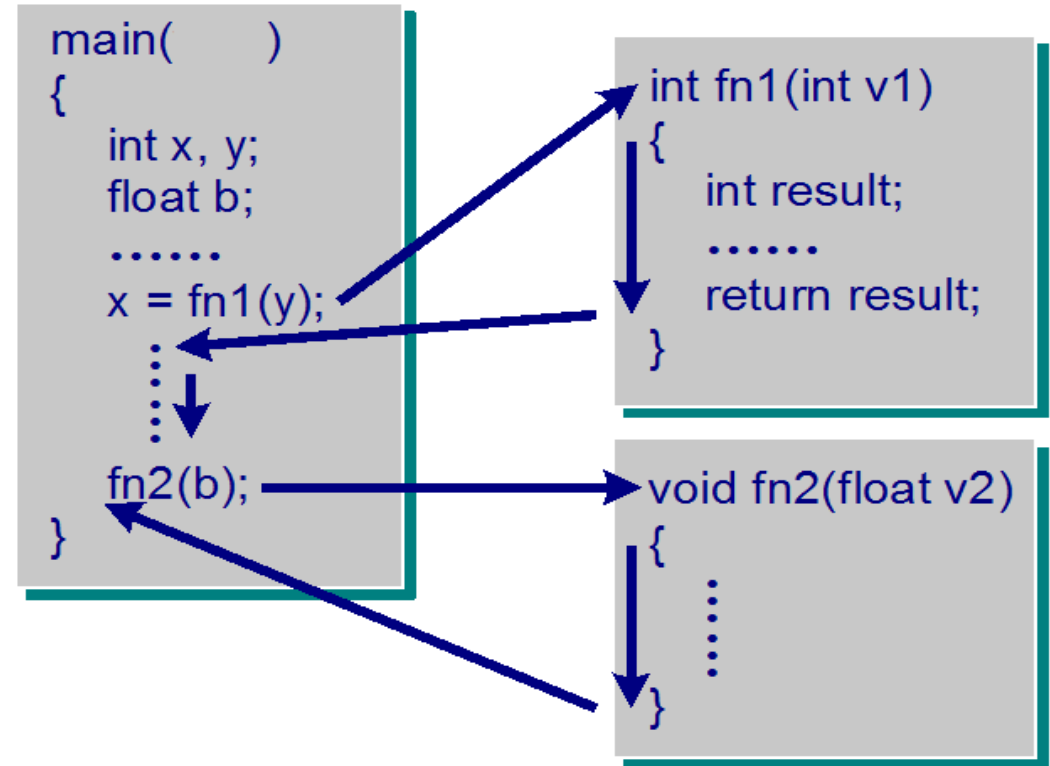 main(      )
{
int x, y;
float b;
......
x = fn1(y);
......
fn2(b);
}
int fn1(int v1)
{
int result;
......
return result;
}
void fn2(float v2)
{
......
}